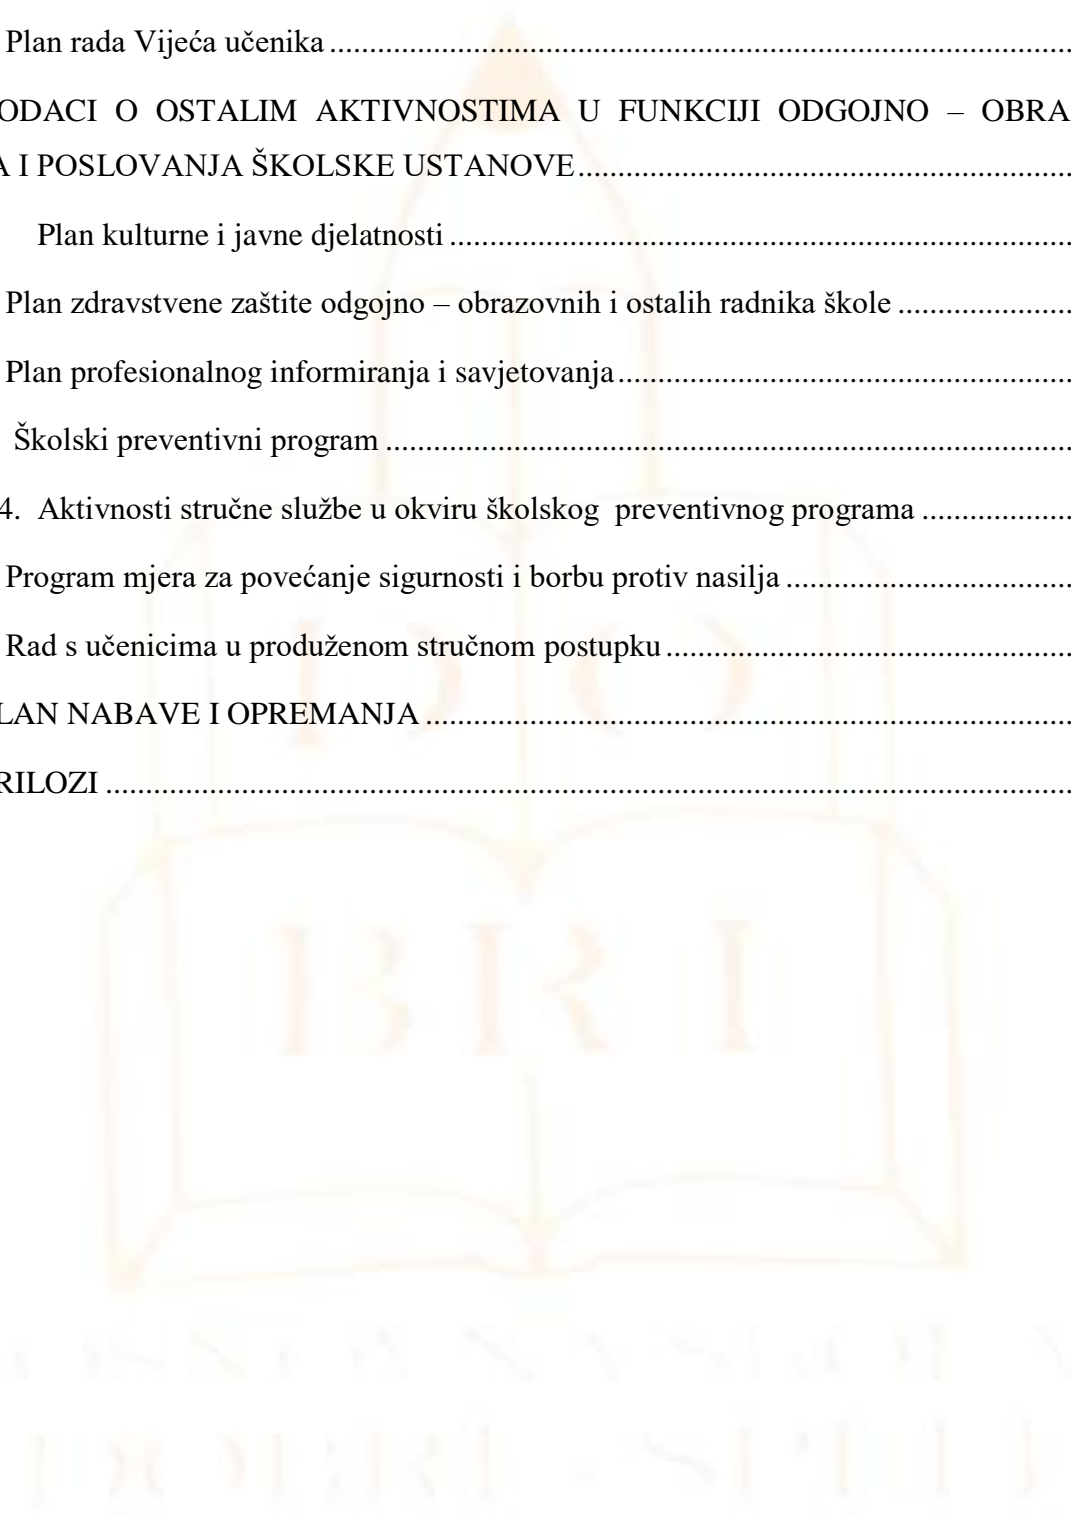 Plan rada Vijeća učenika ..........................................................................................
ODACI O OSTALIM AKTIVNOSTIMA U FUNKCIJI ODGOJNO – OBRA
A I POSLOVANJA ŠKOLSKE USTANOVE ..............................................................
Plan kulturne i javne djelatnosti ..............................................................................
Plan zdravstvene zaštite odgojno – obrazovnih i ostalih radnika škole ......................
Plan profesionalnog informiranja i savjetovanja .........................................................
Školski preventivni program ......................................................................................
4. Aktivnosti stručne službe u okviru školskog preventivnog programa ...................
Program mjera za povećanje sigurnosti i borbu protiv nasilja ....................................
Rad s učenicima u produženom stručnom postupku ...................................................
LAN NABAVE I OPREMANJA .................................................................................
RILOZI .........................................................................................................................
DO
BRI